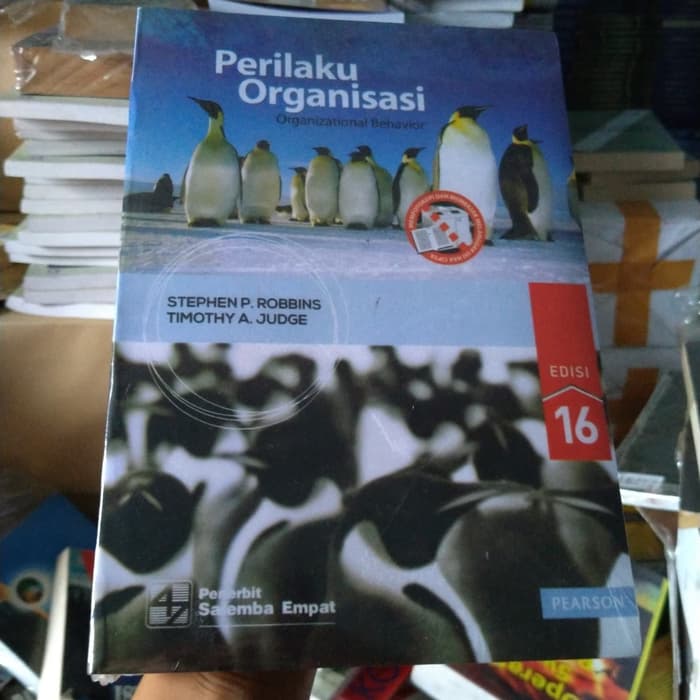 Perilaku
Organisasi
Organizational Behavior
STEPHEN P. ROBBINS
TIMOTHY A. JUDGE
EDISI
16
Penerbit
Salemba Empat
PEARSON